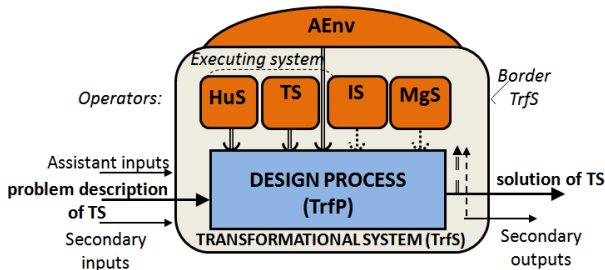 AEnv
Executing system
Border
TrfS
Operators:
HuS
TS
IS
MgS
Assistant inputs
problem description
of TS
Secondary
inputs
DESIGN PROCESS
(TrfP)
TRANSFORMATIONAL SYSTEM (TrfS)
solution of TS
Secondary
outputs